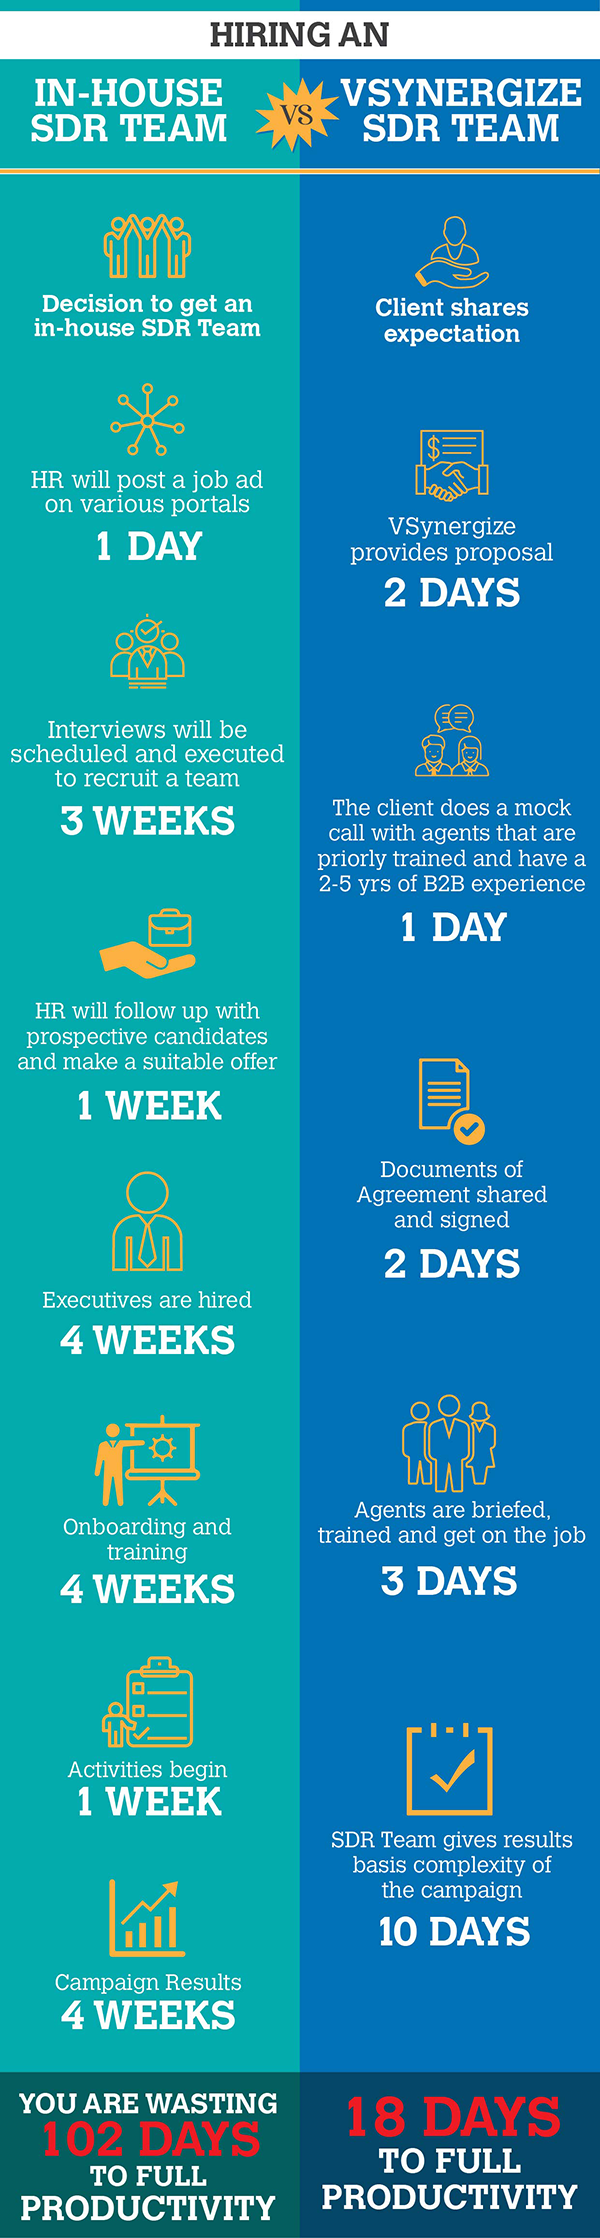 HIRING AN
IN-HOUSE
SDR TEAM
VS
VSYNERGIZE
SDR TEAM
Decision to get an
in-house SDR Team
HR will post a job ad
on various portals
1 DAY
Interviews will be
scheduled and executed
to recruit a team
3 WEEKS
HR will follow up with
prospective candidates
and make a suitable offer
1 WEEK
Executives are hired
4 WEEKS
Onboarding and
training
4 WEEKS
Activities begin
1 WEEK
Campaign Results
4 WEEKS
YOU ARE WASTING
102 DAYS
TO FULL
PRODUCTIVITY
Client shares
expectation
$
VSynergize
provides proposal
2 DAYS
The client does a mock
call with agents that are
priorly trained and have a
2-5 yrs of B2B experience
1 DAY
Documents of
Agreement shared
and signed
2 DAYS
Agents are briefed,
trained and get on the job
3 DAYS
SDR Team gives results
basis complexity of
the campaign
10 DAYS
18 DAYS
TO FULL
PRODUCTIVITY